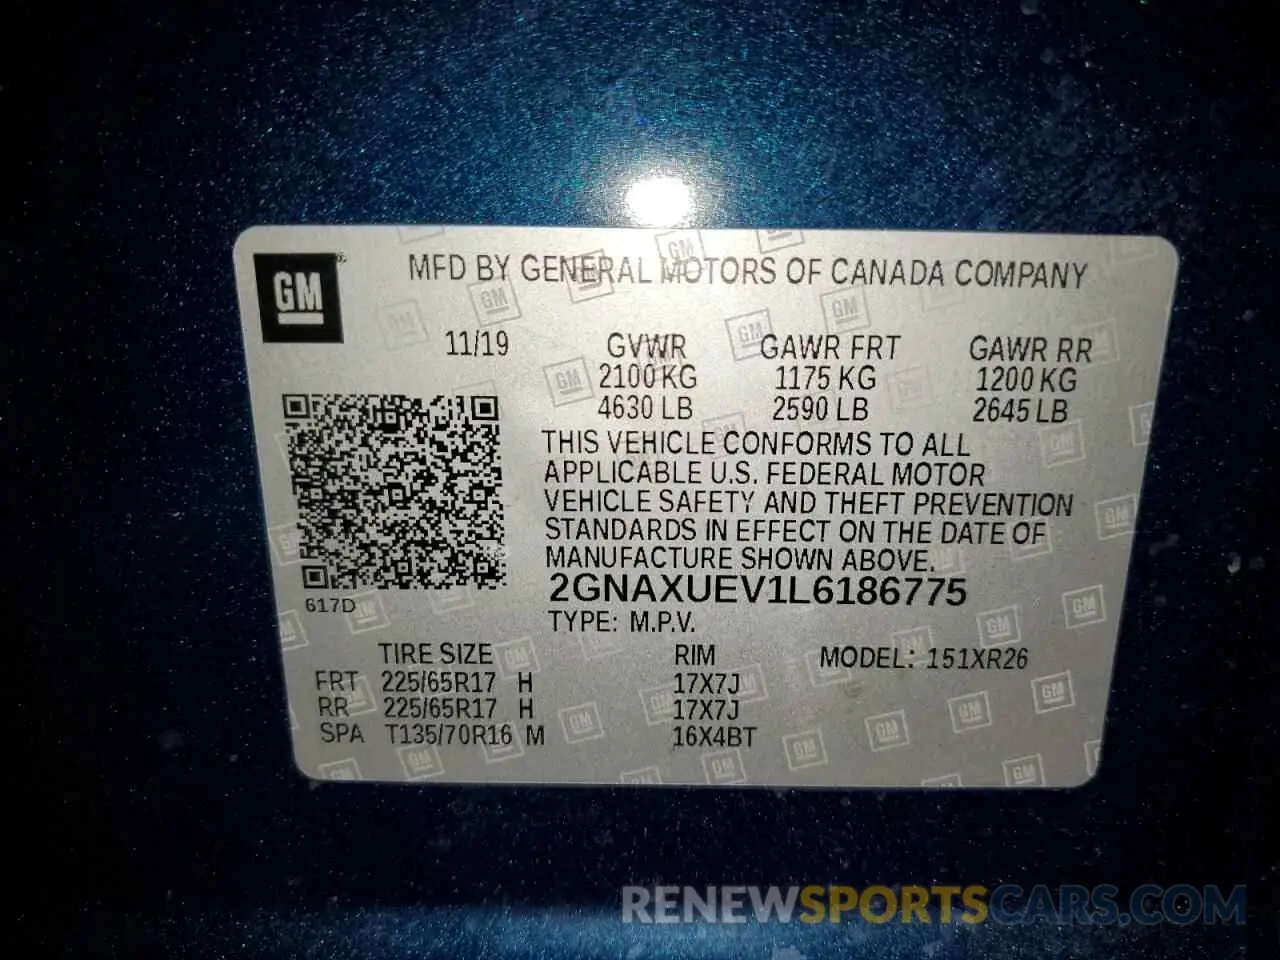 GM
MFD BY GENERAL MOTORS OF CANADA COMPANY
11/19 GVWR GAWR FRT GAWR RR
2100 KG 1175 KG 1200 KG
4630 LB 2590 LB 2645 LB
THIS VEHICLE CONFORMS TO ALL
APPLICABLE U.S. FEDERAL MOTOR
VEHICLE SAFETY AND THEFT PREVENTION
STANDARDS IN EFFECT ON THE DATE OF
MANUFACTURE SHOWN ABOVE.
2GNAXUEV1L6186775
617D
TYPE: M.P.V.
TIRE SIZE RIM MODEL: 151XR26
FRT 225/65R17 H 17X7J
RR 225/65R17 H 17X7J
SPA T135/70R16 M 16X4BT
RENEWSPORTSCARS.COM